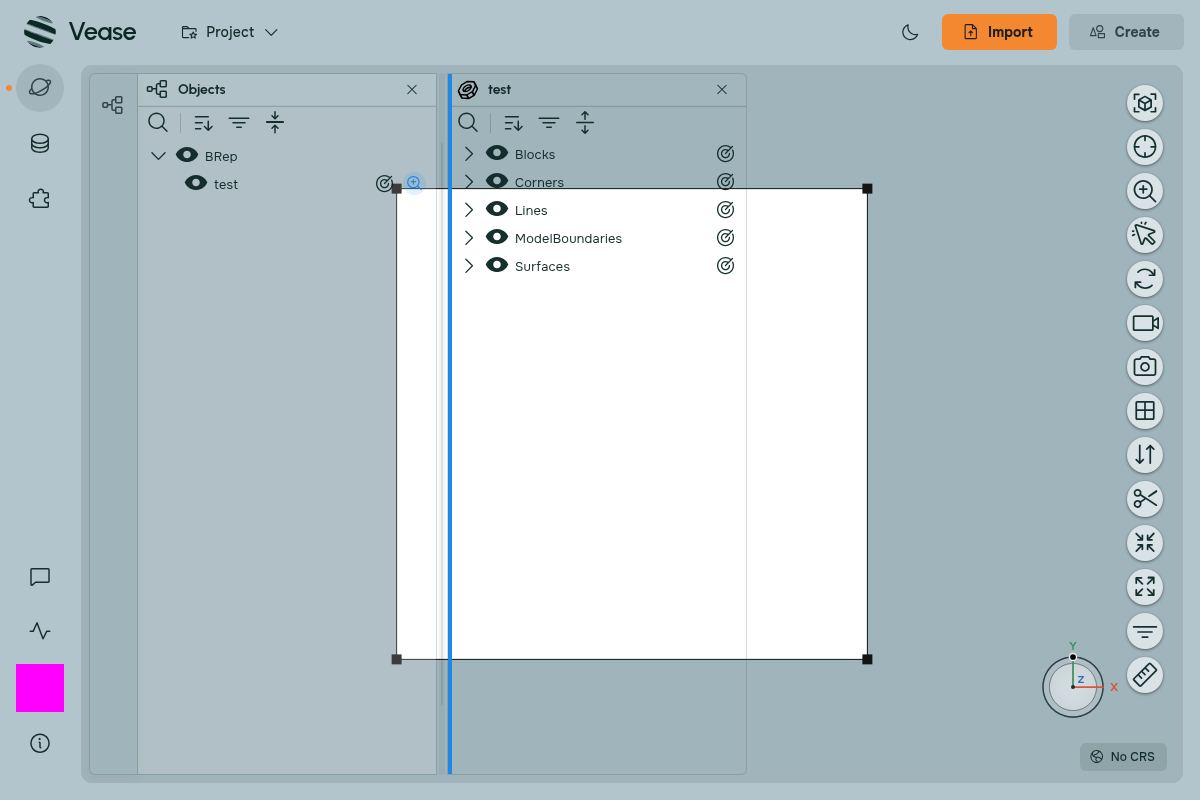 Vease
Project
Import
Create
Objects
test
BRep
test
Blocks
Corners
Lines
ModelBoundaries
Surfaces
Y
Z
X
No CRS